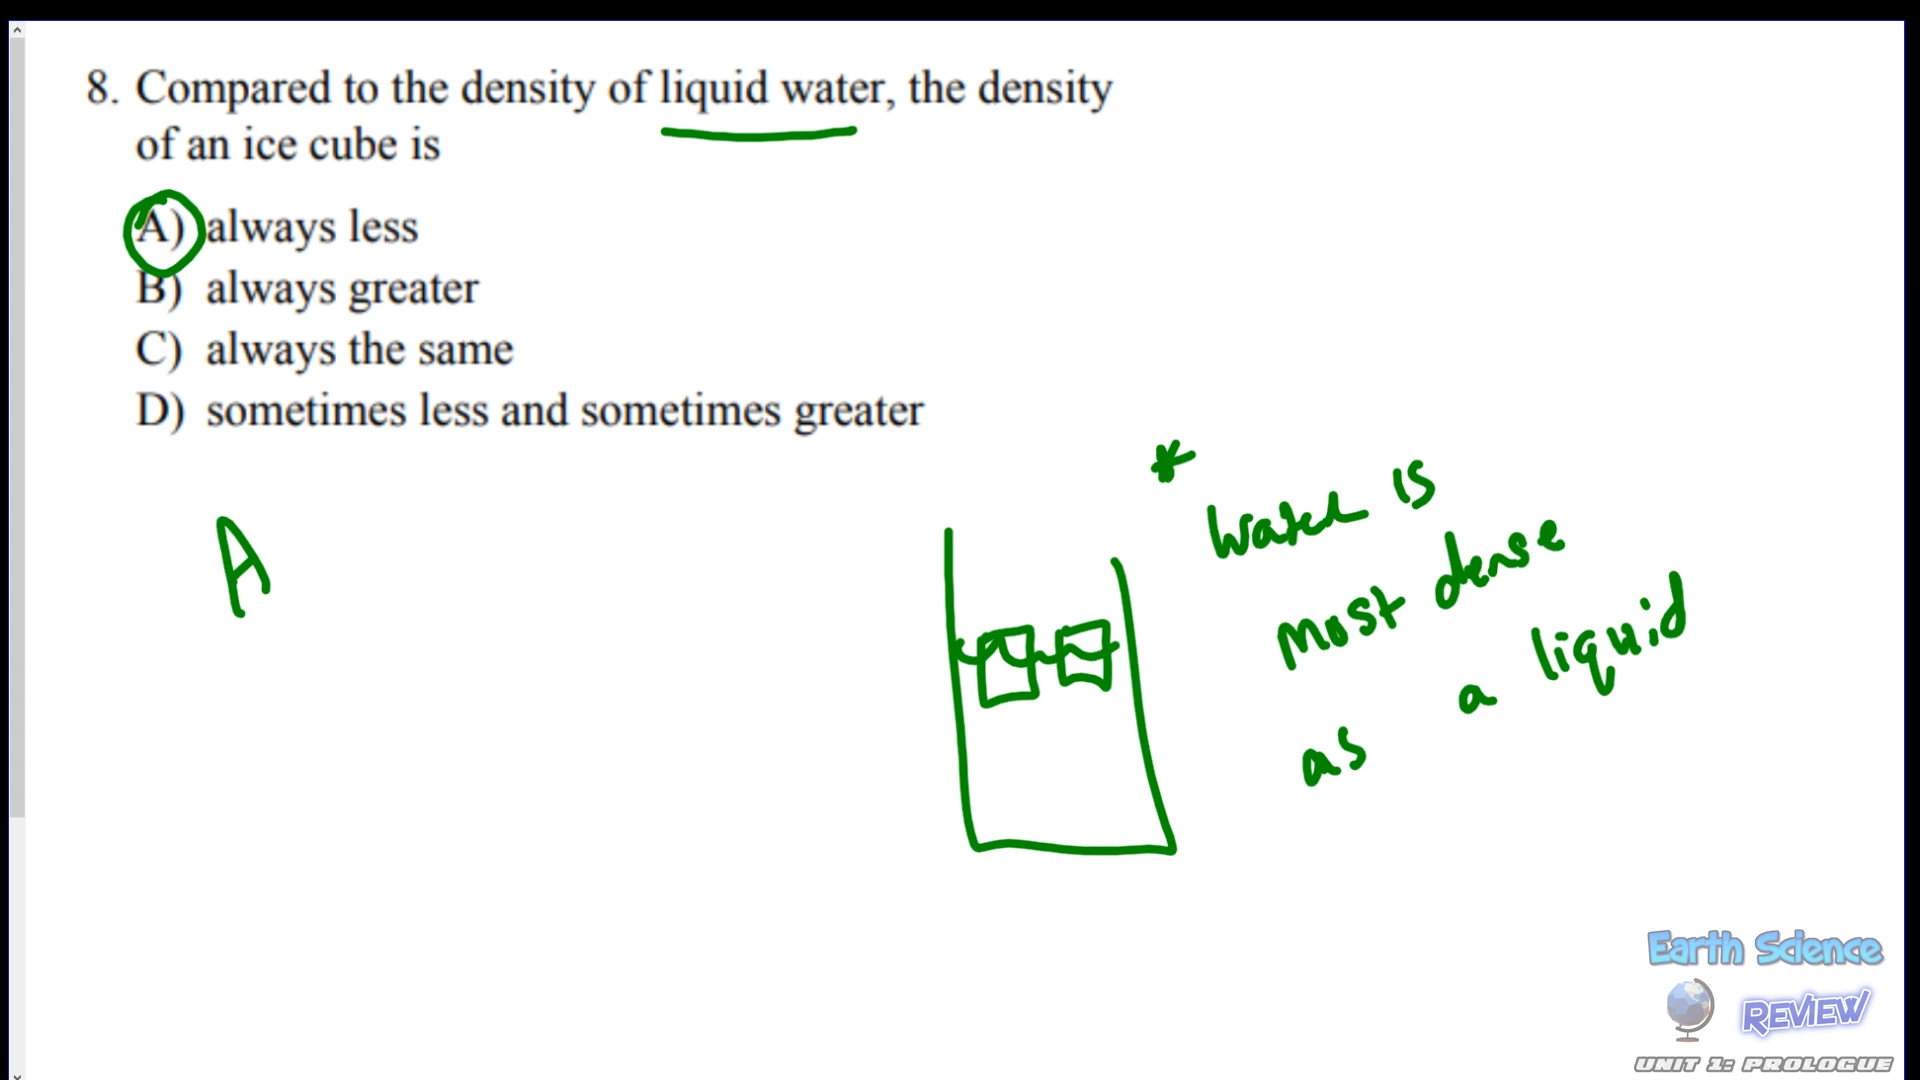 8. Compared to the density of liquid water, the density
of an ice cube is
A) always less
B) always greater
C) always the same
D) sometimes less and sometimes greater
A
* Water is
most dense
as a liquid
Earth Science
REVIEW
UNIT 1: PROLOGUE